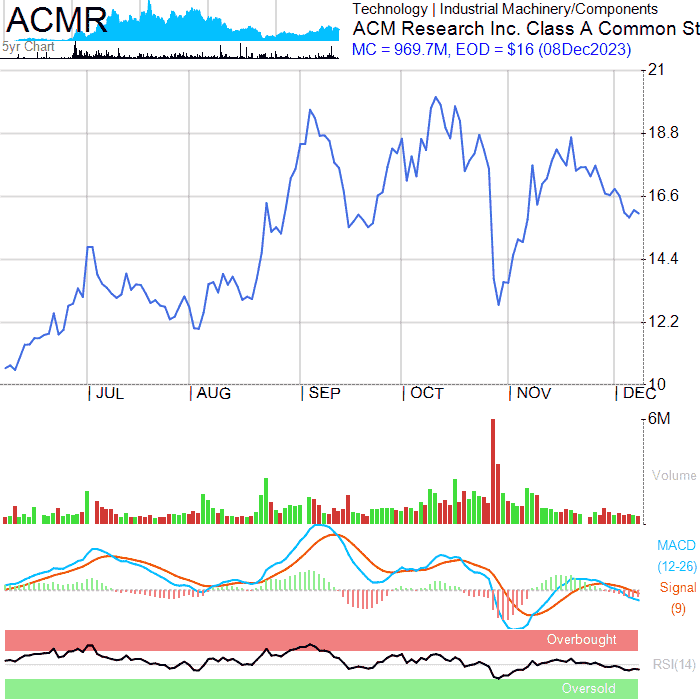 ACMR
5yr Chart
Technology | Industrial Machinery/Components
ACM Research Inc. Class A Common St
MC = 969.7M, EOD = $16 (08Dec2023)
21
18.8
16.6
14.4
12.2
10
JUL AUG SEP OCT NOV DEC
6M
Volume
MACD
(12-26)
Signal
(9)
Overbought
RSI(14)
Oversold